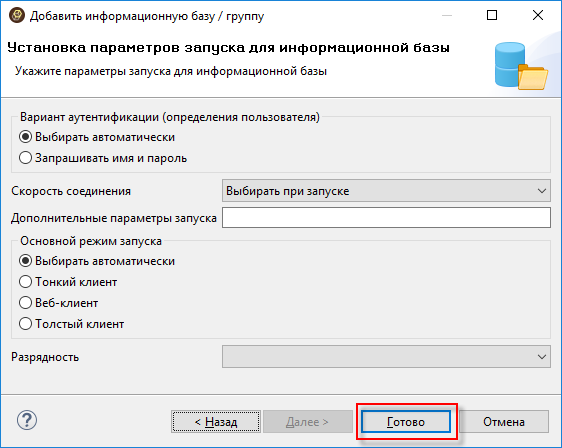 Добавить информационную базу / группу
Установка параметров запуска для информационной базы
Укажите параметры запуска для информационной базы
Вариант аутентификации (определения пользователя)
Выбирать автоматически
Запрашивать имя и пароль
Скорость соединения Выбирать при запуске
Дополнительные параметры запуска
Основной режим запуска
Выбирать автоматически
Тонкий клиент
Веб-клиент
Толстый клиент
Разрядность
? < Назад Далее > Готово Отмена